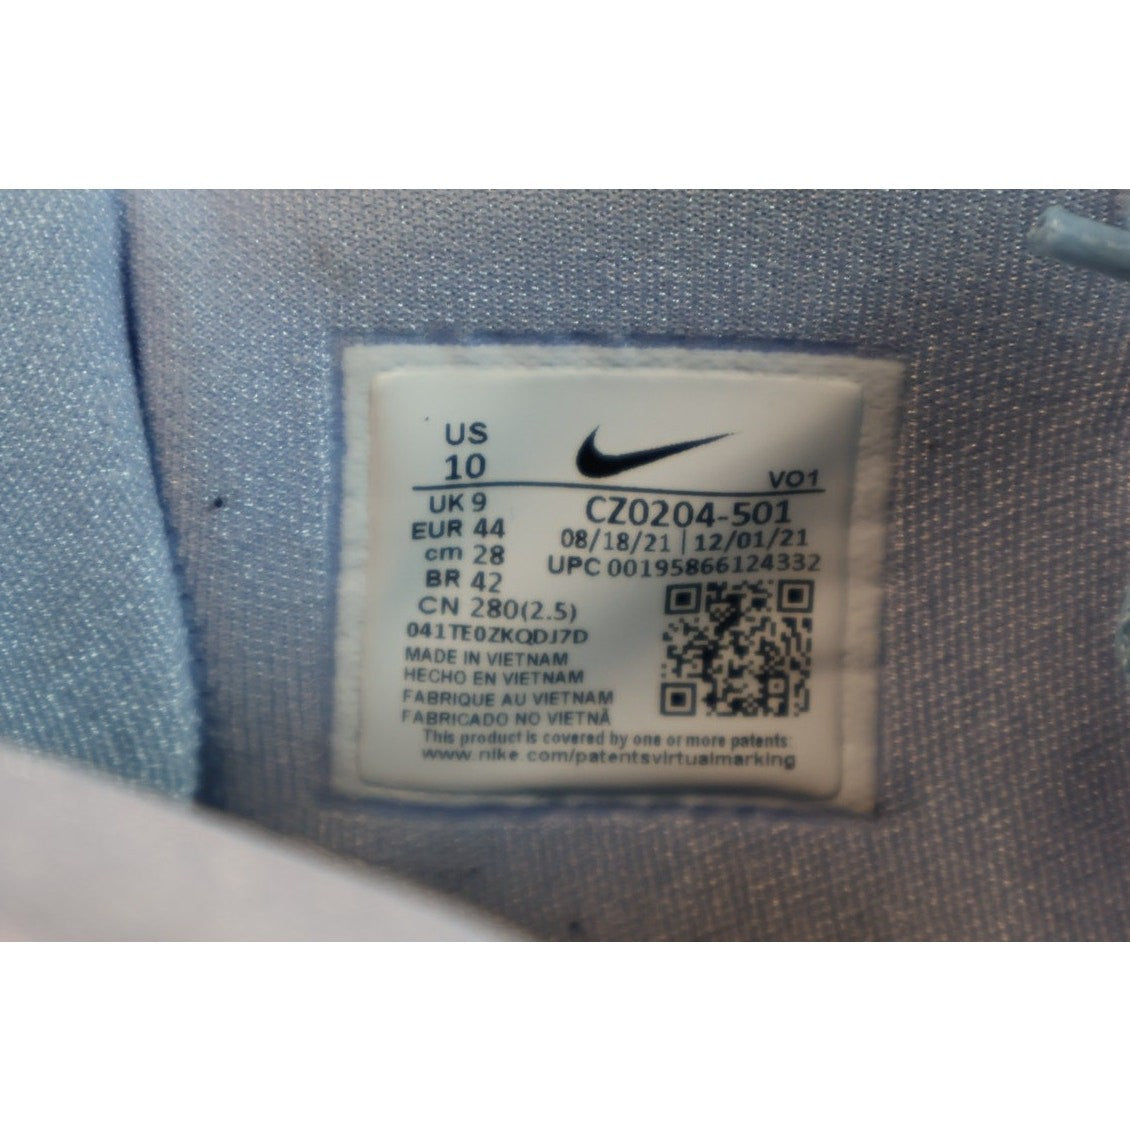 US
10
VO1
UK 9
CZ0204-501
EUR 44
08/18/21 | 12/01/21
cm 28
UPC 00195866124332
BR 42
CN 280(2.5)
041TE0ZKQDJ7D
MADE IN VIETNAM
HECHO EN VIETNAM
FABRIQUE AU VIETNAM
FABRICADO NO VIETNÃ
This product is covered by one or more patents:
www.nike.com/patentsvirtualmarking